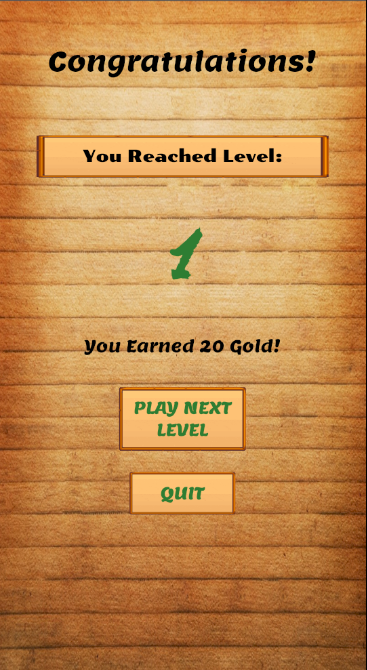 Congratulations!
You Reached Level:
1
You Earned 20 Gold!
PLAY NEXT
LEVEL
QUIT